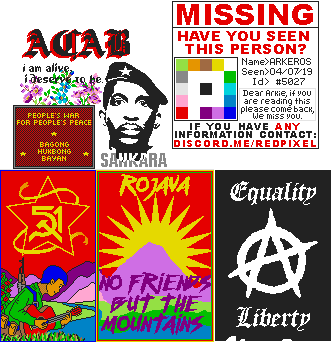 ACAB
i am alive,
i deserve to be.
PEOPLE'S WAR
FOR PEOPLE'S PEACE
BAGONG
HUKBONG
BAYAN
SANKARA
MISSING
HAVE YOU SEEN
THIS PERSON?
Name>ARKEROS
Seen>04/07/19
Id> #5027
Dear Arkie, if you
are reading this
please come back,
We miss you.
IF YOU HAVE ANY
INFORMATION CONTACT:
DISCORD.ME/REDPIXEL
51
ROJAVA
NO FRIENDS
BUT THE
MOUNTAINS
Equality
Liberty